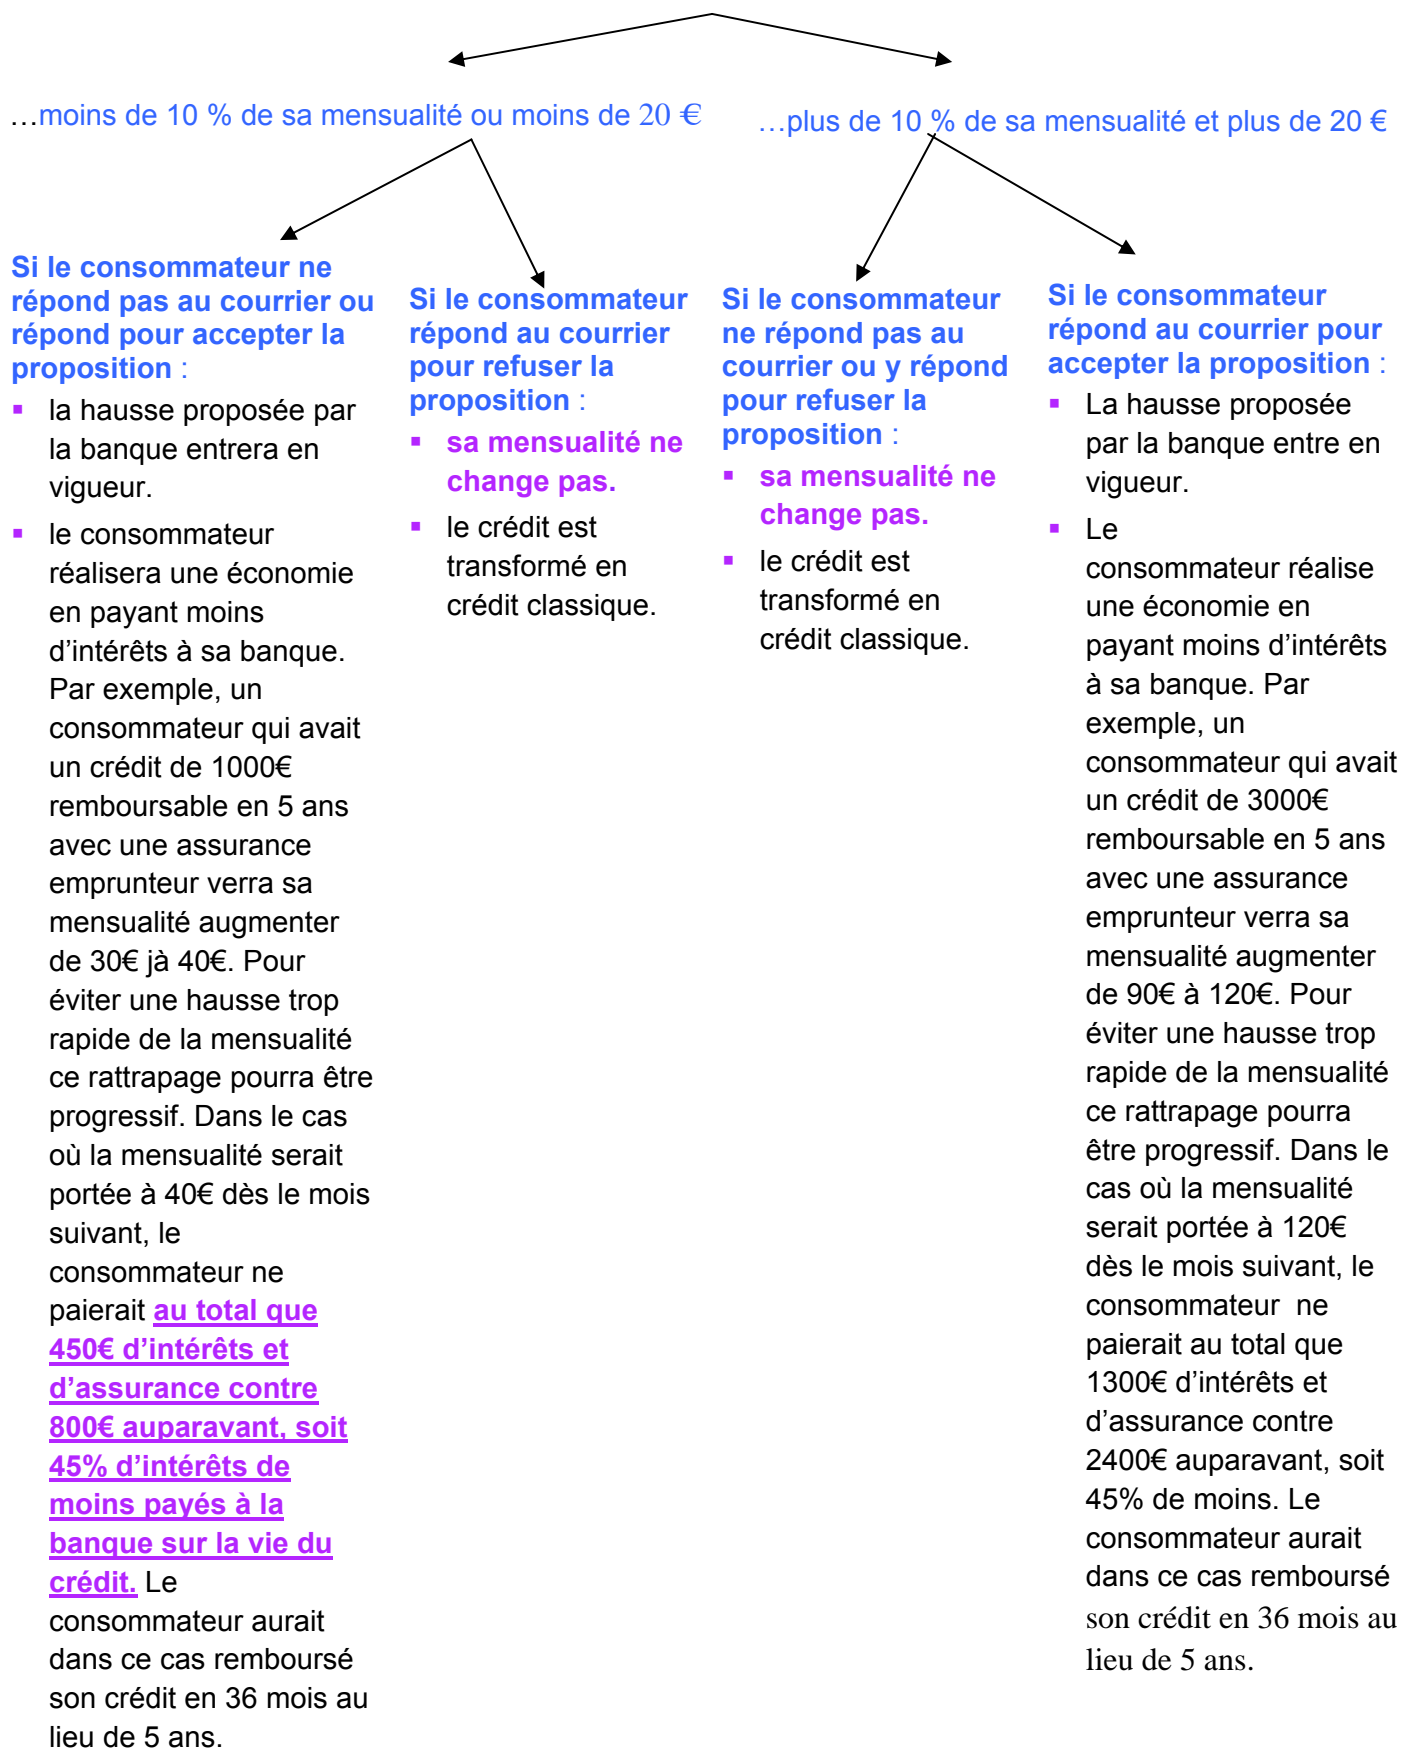 …moins de 10 % de sa mensualité ou moins de 20 €
…plus de 10 % de sa mensualité et plus de 20 €
Si le consommateur ne
répond pas au courrier ou
répond pour accepter la
proposition :
▪ la hausse proposée par
la banque entrera en
vigueur.
▪ le consommateur
réalisera une économie
en payant moins
d’intérêts à sa banque.
Par exemple, un
consommateur qui avait
un crédit de 1000€
remboursable en 5 ans
avec une assurance
emprunteur verra sa
mensualité augmenter
de 30€ jà 40€. Pour
éviter une hausse trop
rapide de la mensualité
ce rattrapage pourra être
progressif. Dans le cas
où la mensualité serait
portée à 40€ dès le mois
suivant, le
consommateur ne
paierait au total que
450€ d’intérêts et
d’assurance contre
800€ auparavant, soit
45% d’intérêts de
moins payés à la
banque sur la vie du
crédit. Le
consommateur aurait
dans ce cas remboursé
son crédit en 36 mois au
lieu de 5 ans.
Si le consommateur
répond au courrier
pour refuser la
proposition :
▪ sa mensualité ne
change pas.
▪ le crédit est
transformé en
crédit classique.
Si le consommateur
ne répond pas au
courrier ou y répond
pour refuser la
proposition :
▪ sa mensualité ne
change pas.
▪ le crédit est
transformé en
crédit classique.
Si le consommateur
répond au courrier pour
accepter la proposition :
▪ La hausse proposée
par la banque entre en
vigueur.
▪ Le
consommateur réalise
une économie en
payant moins d’intérêts
à sa banque. Par
exemple, un
consommateur qui avait
un crédit de 3000€
remboursable en 5 ans
avec une assurance
emprunteur verra sa
mensualité augmenter
de 90€ à 120€. Pour
éviter une hausse trop
rapide de la mensualité
ce rattrapage pourra
être progressif. Dans le
cas où la mensualité
serait portée à 120€
dès le mois suivant, le
consommateur ne
paierait au total que
1300€ d’intérêts et
d’assurance contre
2400€ auparavant, soit
45% de moins. Le
consommateur aurait
dans ce cas remboursé
son crédit en 36 mois au
lieu de 5 ans.